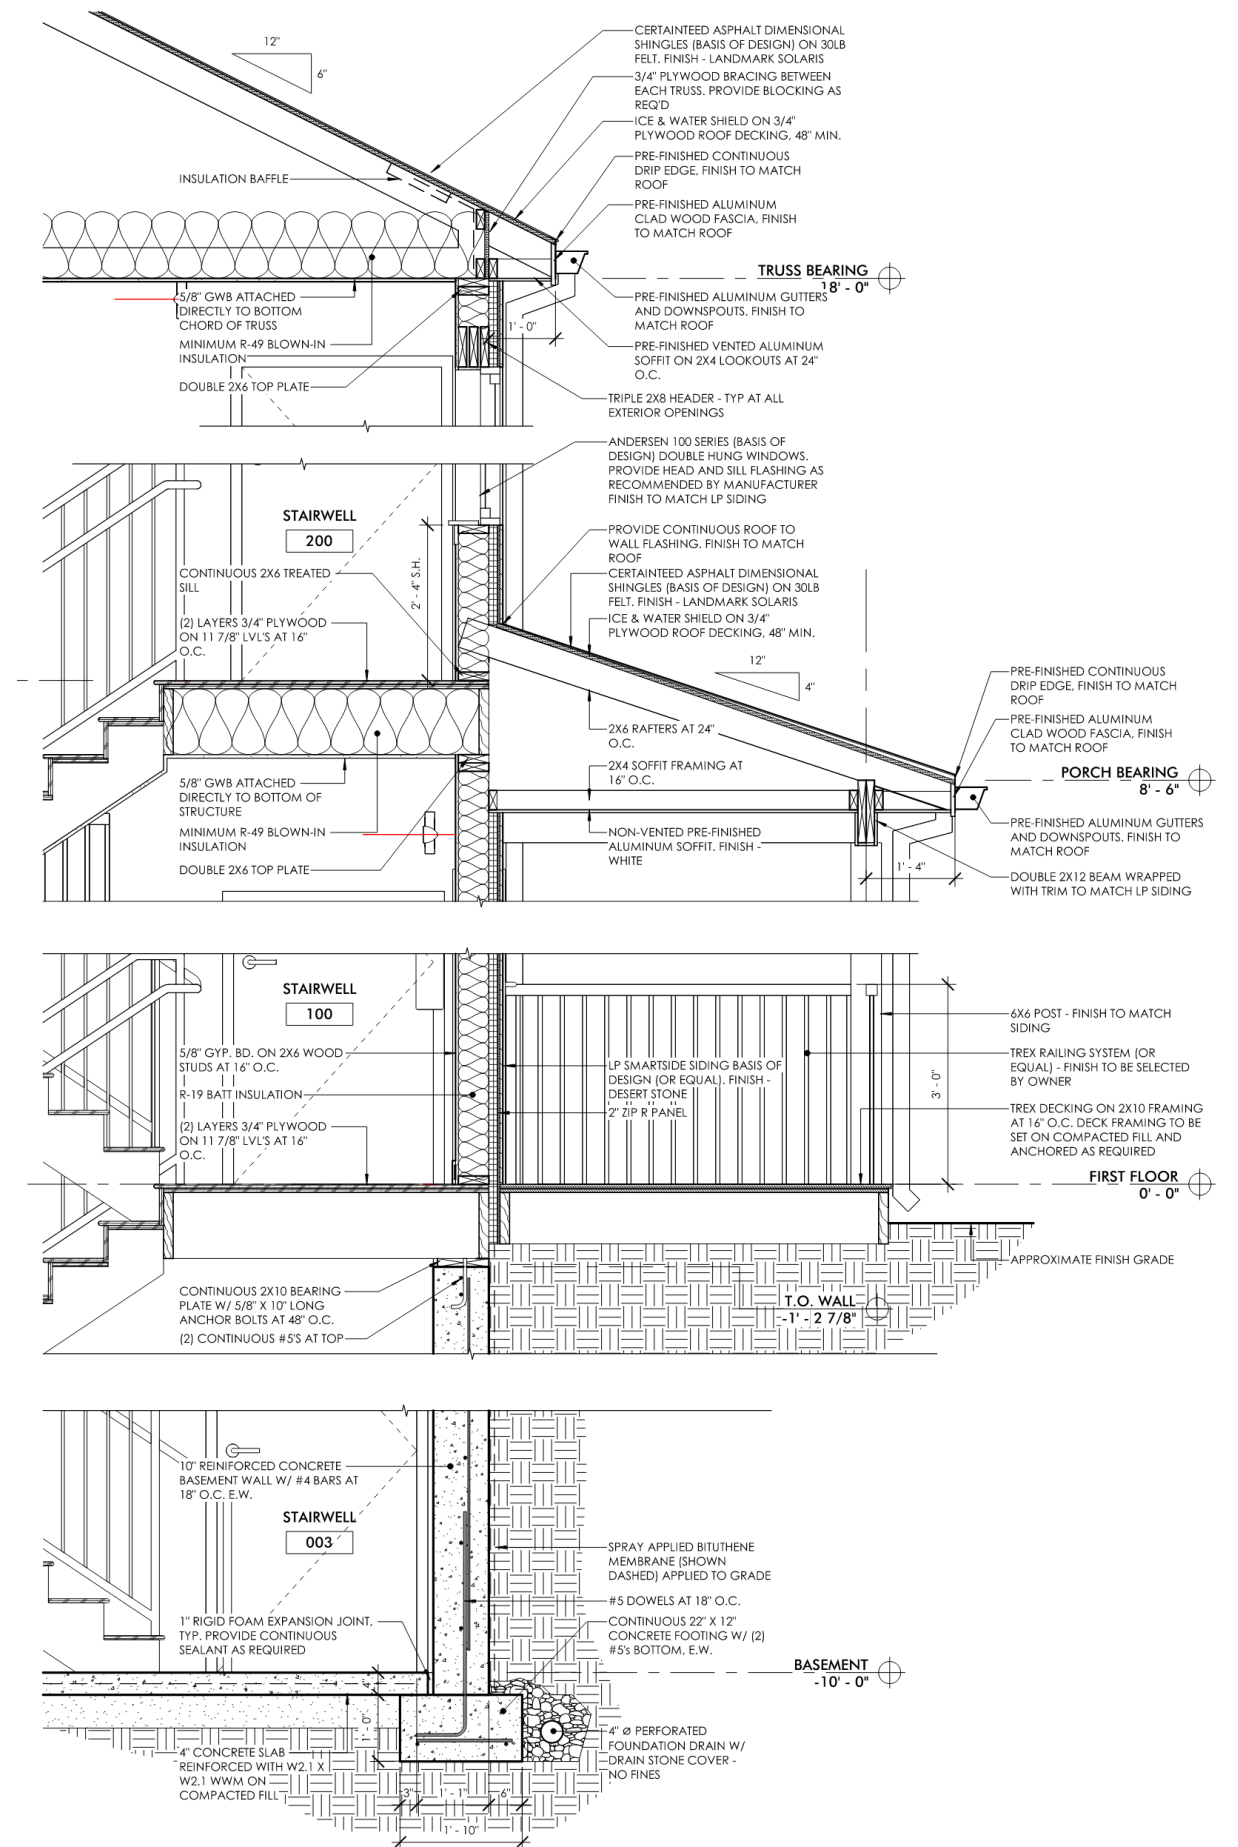 12"
6"
CERTAINTEED ASPHALT DIMENSIONAL
SHINGLES (BASIS OF DESIGN) ON 30LB
FELT. FINISH - LANDMARK SOLARIS
3/4" PLYWOOD BRACING BETWEEN
EACH TRUSS. PROVIDE BLOCKING AS
REQ'D
ICE & WATER SHIELD ON 3/4"
PLYWOOD ROOF DECKING, 48" MIN.
PRE-FINISHED CONTINUOUS
DRIP EDGE, FINISH TO MATCH
ROOF
PRE-FINISHED ALUMINUM
CLAD WOOD FASCIA, FINISH
TO MATCH ROOF
INSULATION BAFFLE
TRUSS BEARING
18' - 0"
5/8" GWB ATTACHED
DIRECTLY TO BOTTOM
CHORD OF TRUSS
MINIMUM R-49 BLOWN-IN
INSULATION
DOUBLE 2X6 TOP PLATE
1' - 0"
PRE-FINISHED ALUMINUM GUTTERS
AND DOWNSPOUTS. FINISH TO
MATCH ROOF
PRE-FINISHED VENTED ALUMINUM
SOFFIT ON 2X4 LOOKOUTS AT 24"
O.C.
TRIPLE 2X8 HEADER - TYP AT ALL
EXTERIOR OPENINGS
ANDERSEN 100 SERIES (BASIS OF
DESIGN) DOUBLE HUNG WINDOWS.
PROVIDE HEAD AND SILL FLASHING AS
RECOMMENDED BY MANUFACTURER
FINISH TO MATCH LP SIDING
STAIRWELL
200
PROVIDE CONTINUOUS ROOF TO
WALL FLASHING. FINISH TO MATCH
ROOF
CERTAINTEED ASPHALT DIMENSIONAL
SHINGLES (BASIS OF DESIGN) ON 30LB
FELT. FINISH - LANDMARK SOLARIS
ICE & WATER SHIELD ON 3/4"
PLYWOOD ROOF DECKING, 48" MIN.
CONTINUOUS 2X6 TREATED
SILL
2' - 4" S.H.
(2) LAYERS 3/4" PLYWOOD
ON 11 7/8" LVL'S AT 16"
O.C.
12"
4"
PRE-FINISHED CONTINUOUS
DRIP EDGE, FINISH TO MATCH
ROOF
PRE-FINISHED ALUMINUM
CLAD WOOD FASCIA, FINISH
TO MATCH ROOF
2X6 RAFTERS AT 24"
O.C.
2X4 SOFFIT FRAMING AT
16" O.C.
PORCH BEARING
8' - 6"
5/8" GWB ATTACHED
DIRECTLY TO BOTTOM OF
STRUCTURE
MINIMUM R-49 BLOWN-IN
INSULATION
DOUBLE 2X6 TOP PLATE
NON-VENTED PRE-FINISHED
ALUMINUM SOFFIT. FINISH -
WHITE
PRE-FINISHED ALUMINUM GUTTERS
AND DOWNSPOUTS. FINISH TO
MATCH ROOF
1' - 4"
DOUBLE 2X12 BEAM WRAPPED
WITH TRIM TO MATCH LP SIDING
STAIRWELL
100
6X6 POST - FINISH TO MATCH
SIDING
5/8" GYP. BD. ON 2X6 WOOD
STUDS AT 16" O.C.
R-19 BATT INSULATION
(2) LAYERS 3/4" PLYWOOD
ON 11 7/8" LVL'S AT 16"
O.C.
LP SMARTSIDE SIDING BASIS OF
DESIGN (OR EQUAL). FINISH -
DESERT STONE
2" ZIP R PANEL
3' - 0"
TREX RAILING SYSTEM (OR
EQUAL) - FINISH TO BE SELECTED
BY OWNER
TREX DECKING ON 2X10 FRAMING
AT 16" O.C. DECK FRAMING TO BE
SET ON COMPACTED FILL AND
ANCHORED AS REQUIRED
FIRST FLOOR
0' - 0"
APPROXIMATE FINISH GRADE
CONTINUOUS 2X10 BEARING
PLATE W/ 5/8" X 10" LONG
ANCHOR BOLTS AT 48" O.C.
(2) CONTINUOUS #5'S AT TOP
T.O. WALL
-1' - 2 7/8"
10" REINIFORCED CONCRETE
BASEMENT WALL W/ #4 BARS AT
18" O.C. E.W.
STAIRWELL
003
SPRAY APPLIED BITUTHENE
MEMBRANE (SHOWN
DASHED) APPLIED TO GRADE
#5 DOWELS AT 18" O.C.
CONTINUOUS 22" X 12"
CONCRETE FOOTING W/ (2)
#5's BOTTOM, E.W.
1" RIGID FOAM EXPANSION JOINT,
TYP. PROVIDE CONTINUOUS
SEALANT AS REQUIRED
BASEMENT
-10' - 0"
1' - 0"
4" CONCRETE SLAB
REINFORCED WITH W2.1 X
W2.1 WWM ON
COMPACTED FILL
4" Ø PERFORATED
FOUNDATION DRAIN W/
DRAIN STONE COVER -
NO FINES
3"
1' - 1"
6"
1' - 10"